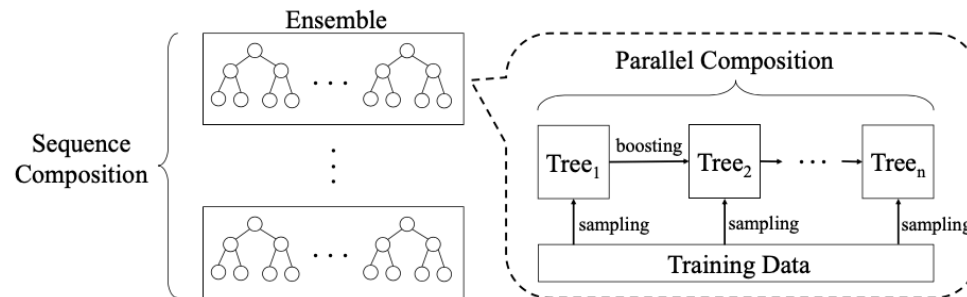 Ensemble
Sequence
Composition
. . .
. . .
. . .
. . .
Parallel Composition
Tree₁
boosting
Tree₂
. . .
Treeₙ
sampling
sampling
sampling
Training Data